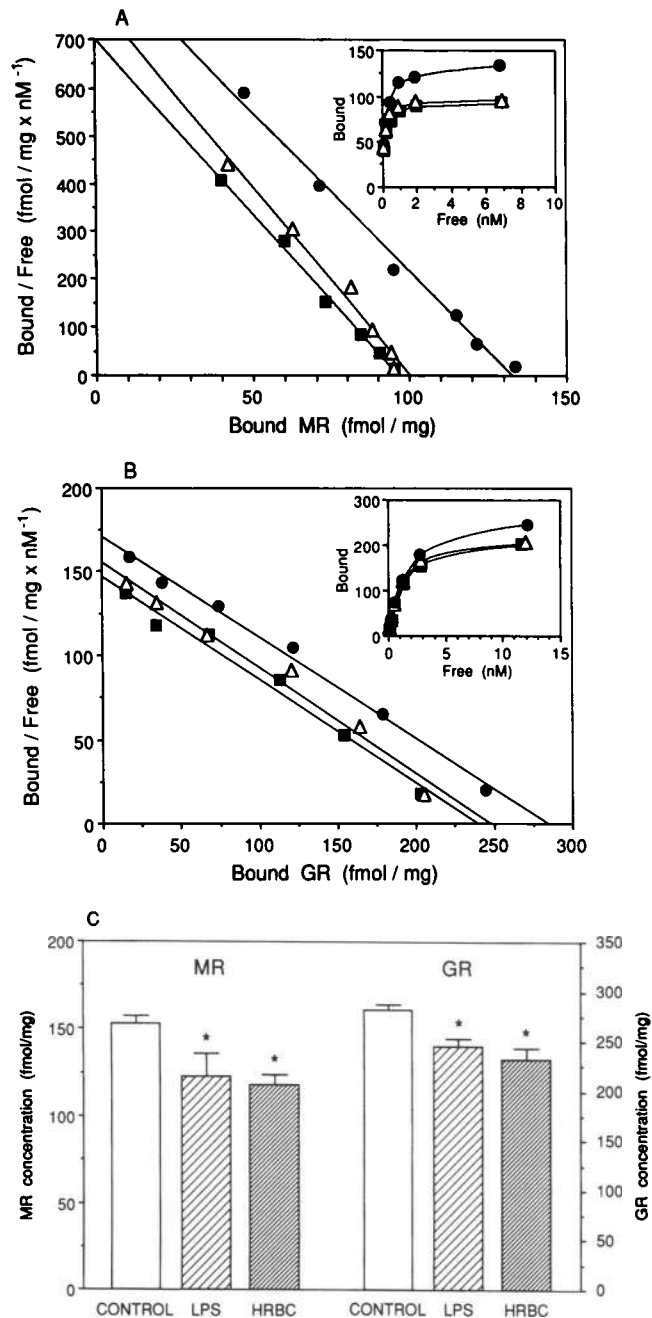 A
700
600
500
400
300
200
100
0
Bound / Free (fmol / mg x nM⁻¹)
50 100 150
Bound MR (fmol / mg)
150
100
50
0
Bound
0 2 4 6 8 10
Free (nM)
B
200
150
100
50
0
Bound / Free (fmol / mg x nM⁻¹)
0 50 100 150 200 250 300
Bound GR (fmol / mg)
300
200
100
0
Bound
0 5 10 15
Free (nM)
C
200
150
100
50
0
MR concentration (fmol/mg)
MR GR
* * * *
350
300
250
200
150
100
50
0
GR concentration (fmol/mg)
CONTROL LPS HRBC CONTROL LPS HRBC